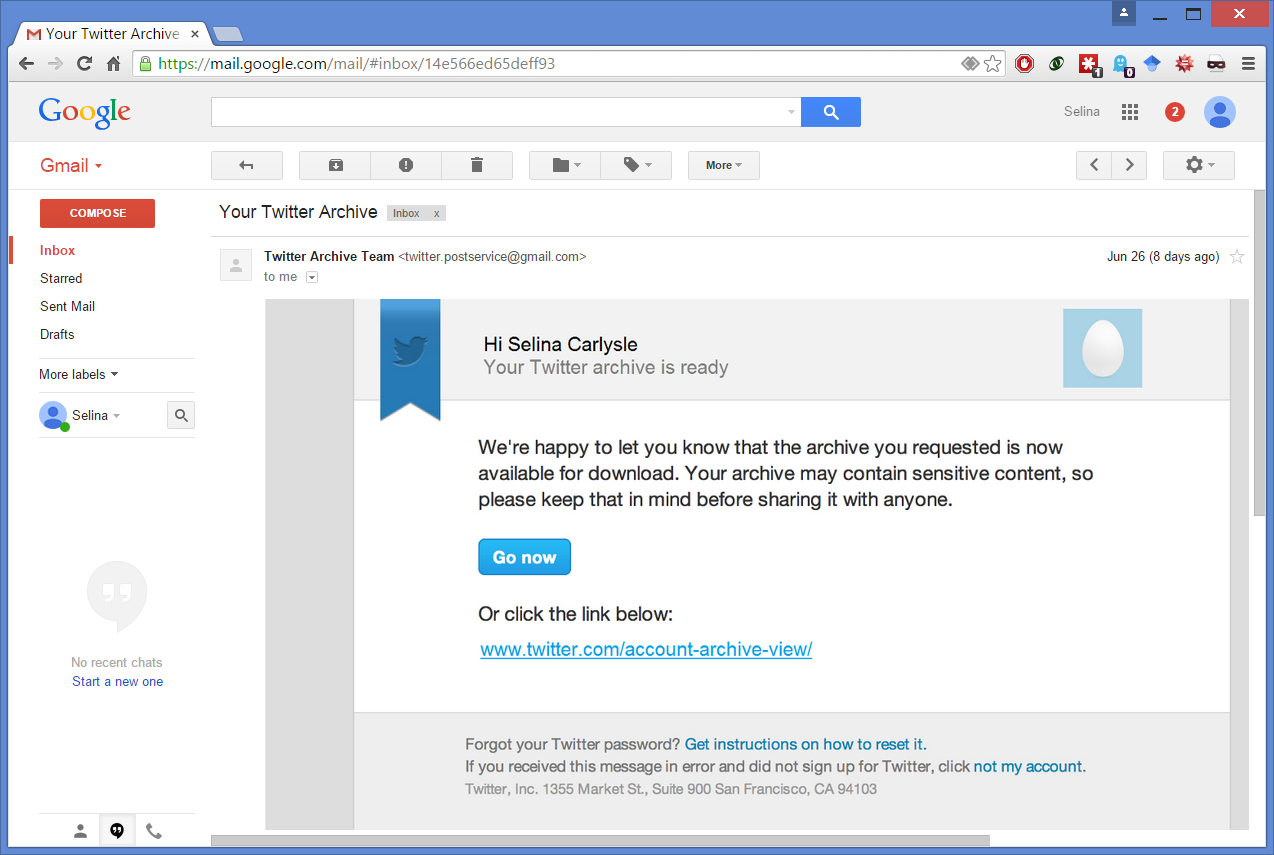 Your Twitter Archive
https://mail.google.com/mail/#inbox/14e566ed65deff93
1
0
Google
Selina
2
Gmail
More
COMPOSE
Your Twitter Archive
Inbox x
Inbox
Starred
Sent Mail
Drafts
More labels
Selina
Twitter Archive Team <twitter.postservice@gmail.com>
Jun 26 (8 days ago)
to me
Hi Selina Carlysle
Your Twitter archive is ready
We're happy to let you know that the archive you requested is now
available for download. Your archive may contain sensitive content, so
please keep that in mind before sharing it with anyone.
Go now
Or click the link below:
www.twitter.com/account-archive-view/
No recent chats
Start a new one
Forgot your Twitter password? Get instructions on how to reset it.
If you received this message in error and did not sign up for Twitter, click not my account.
Twitter, Inc. 1355 Market St., Suite 900 San Francisco, CA 94103